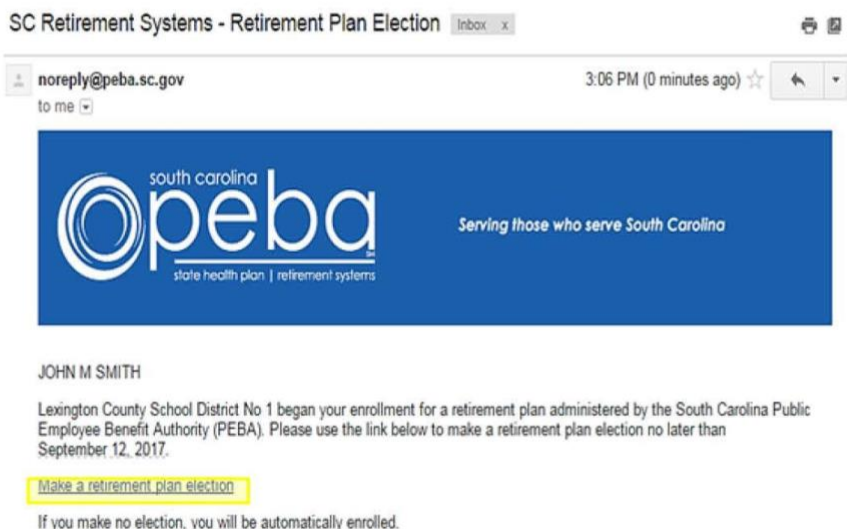 SC Retirement Systems - Retirement Plan Election Inbox x
noreply@peba.sc.gov 3:06 PM (0 minutes ago)
to me
south carolina
peba
state health plan | retirement systems
Serving those who serve South Carolina
JOHN M SMITH
Lexington County School District No 1 began your enrollment for a retirement plan administered by the South Carolina Public
Employee Benefit Authority (PEBA). Please use the link below to make a retirement plan election no later than
September 12, 2017.
Make a retirement plan election
If you make no election, you will be automatically enrolled.